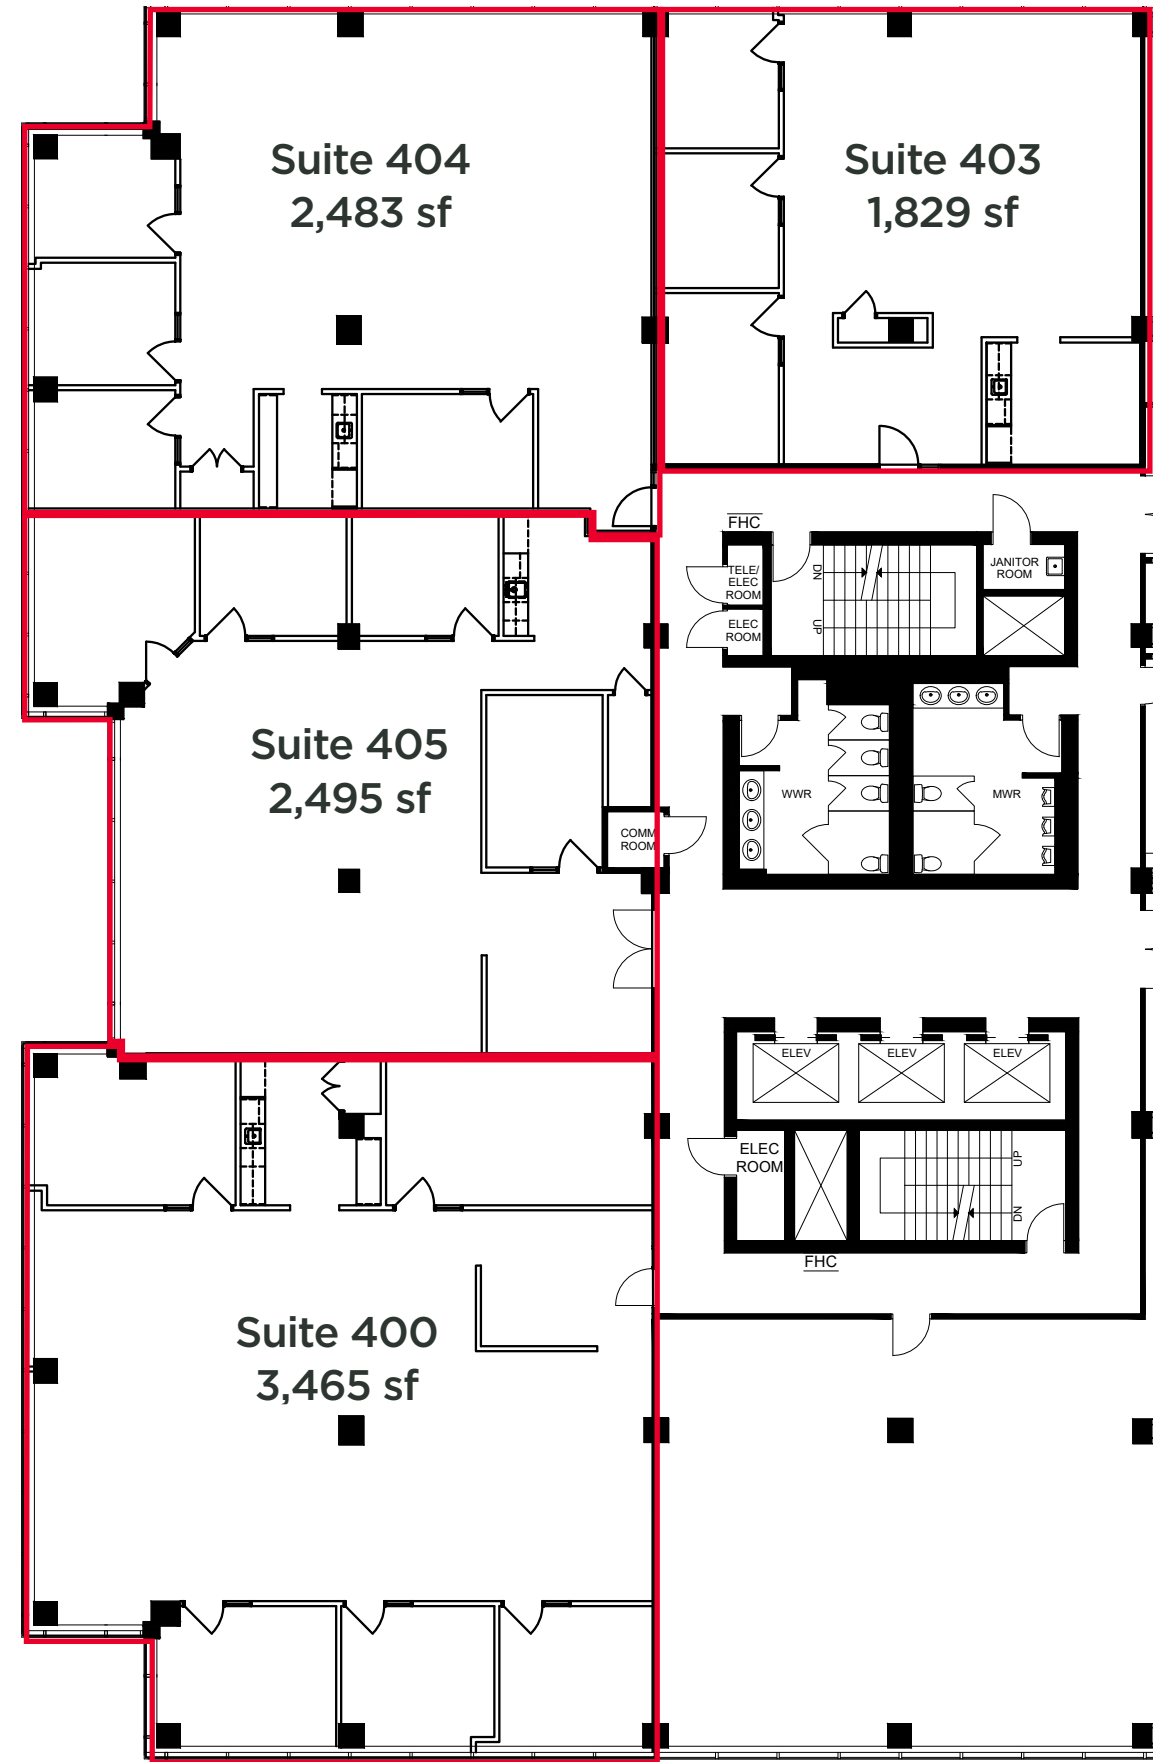 Suite 404
2,483 sf
Suite 403
1,829 sf
FHC
TELE/
ELEC
ROOM
ELEC
ROOM
DN
UP
JANITOR
ROOM
Suite 405
2,495 sf
COMM
ROOM
WWR
MWR
ELEV
ELEV
ELEV
ELEC
ROOM
UP
DN
FHC
Suite 400
3,465 sf